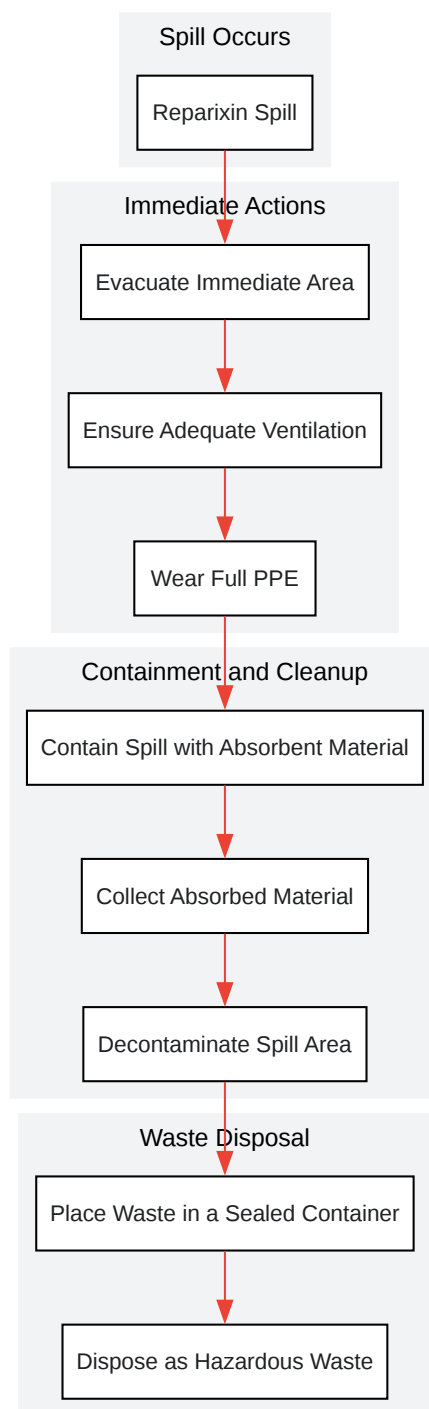 Spill Occurs
Reparixin Spill
Immediate Actions
Evacuate Immediate Area
Ensure Adequate Ventilation
Wear Full PPE
Containment and Cleanup
Contain Spill with Absorbent Material
Collect Absorbed Material
Decontaminate Spill Area
Waste Disposal
Place Waste in a Sealed Container
Dispose as Hazardous Waste